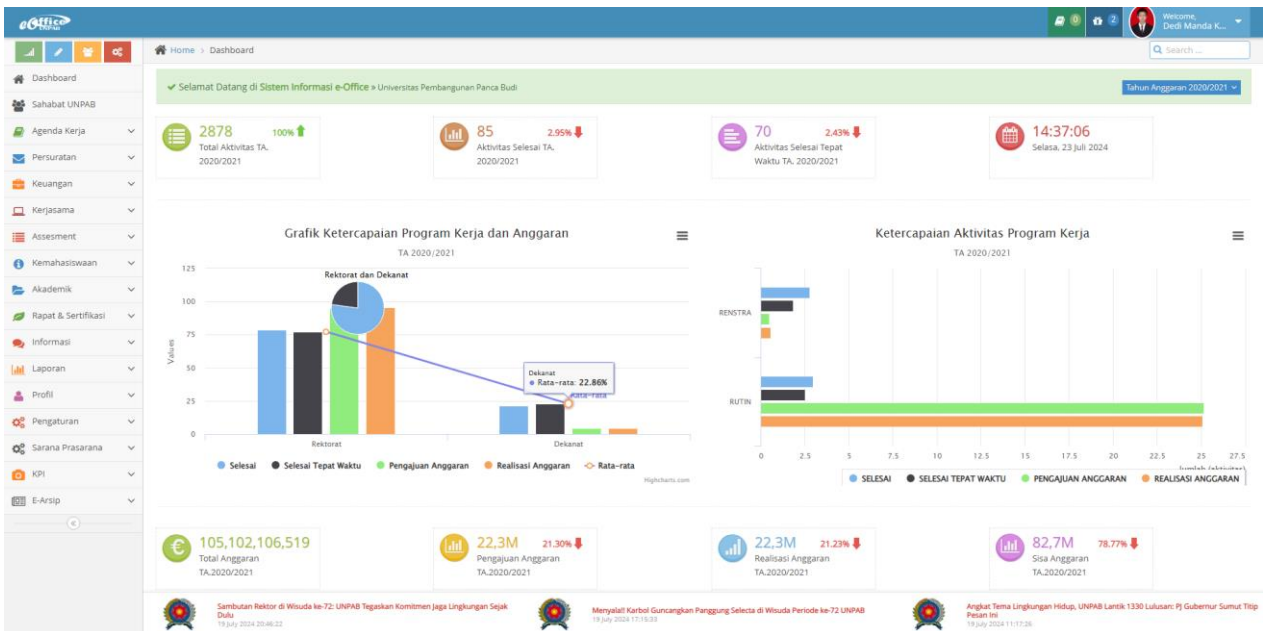 eOffice
UNPAB
0
2
Welcome,
Dedi Manda K...
Home > Dashboard
Search ...
Dashboard
Sahabat UNPAB
Agenda Kerja
Persuratan
Keuangan
Kerjasama
Assesment
Kemahasiswaan
Akademik
Rapat & Sertifikasi
Informasi
Laporan
Profil
Pengaturan
Sarana Prasarana
KPI
E-Arsip
Selamat Datang di Sistem Informasi e-Office » Universitas Pembangunan Panca Budi
Tahun Anggaran 2020/2021
2878 100%
Total Aktivitas TA.
2020/2021
85 2.95%
Aktivitas Selesai TA.
2020/2021
70 2.43%
Aktivitas Selesai Tepat
Waktu TA. 2020/2021
14:37:06
Selasa, 23 Juli 2024
Grafik Ketercapaian Program Kerja dan Anggaran
TA 2020/2021
Rektorat dan Dekanat
Values
125
100
75
50
25
0
Dekanat
Rata-rata: 22.86%
Rata-rata
Rektorat
Dekanat
Selesai Selesai Tepat Waktu Pengajuan Anggaran Realisasi Anggaran Rata-rata
Highcharts.com
Ketercapaian Aktivitas Program Kerja
TA 2020/2021
RENSTRA
RUTIN
0 2.5 5 7.5 10 12.5 15 17.5 20 22.5 25 27.5
Jumlah (aktivitas)
SELESAI SELESAI TEPAT WAKTU PENGAJUAN ANGGARAN REALISASI ANGGARAN
105,102,106,519
Total Anggaran
TA.2020/2021
22,3M 21.30%
Pengajuan Anggaran
TA.2020/2021
22,3M 21.23%
Realisasi Anggaran
TA.2020/2021
82,7M 78.77%
Sisa Anggaran
TA.2020/2021
Sambutan Rektor di Wisuda ke-72: UNPAB Tegaskan Komitmen Jaga Lingkungan Sejak
Dulu
19 July 2024 20:46:22
Menyala!! Karbol Guncangkan Panggung Selecta di Wisuda Periode ke-72 UNPAB
19 July 2024 17:15:33
Angkat Tema Lingkungan Hidup, UNPAB Lantik 1330 Lulusan: Pj Gubernur Sumut Titip
Pesan Ini
19 July 2024 11:17:26